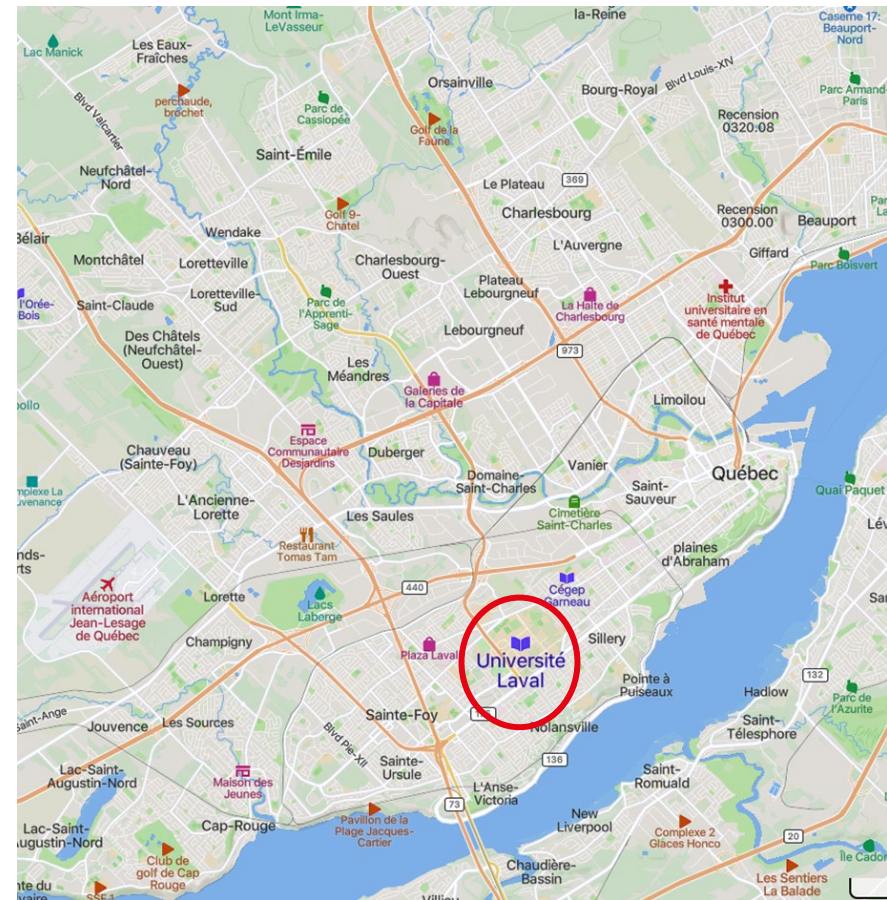 Mont Irma-
LeVasseur
la-Reine
Caserne 17:
Beauport-
Nord
Lac Manick
Les Eaux-
Fraîches
Orsainville
Bourg-Royal
Blvd Louis-XIV
Parc Armand-
Paris
perchaude,
brochet
Blvd Valcartier
Parc de
Cassiopée
Golf de la
Faune
Recension
0320.08
Saint-Émile
Neufchâtel-
Nord
Le Plateau
369
Golf 9-
Chatel
Charlesbourg
Recension
0300.00
Beauport
Bélair
Wendake
L'Auvergne
Giffard
Parc Boisvert
Montchâtel
Loretteville
Charlesbourg-
Ouest
Plateau
Lebourgneuf
l'Orée-
Bois
Saint-Claude
Loretteville-
Sud
Parc de
l'Apprenti-
Sage
La Halte de
Charlesbourg
Institut
universitaire en
santé mentale
de Québec
Des Châtels
(Neufchâtel-
Ouest)
Lebourgneuf
973
Les
Méandres
Galeries de
la Capitale
Limoilou
Espace
Communautaire
Desjardins
Chauveau
(Sainte-Foy)
Duberger
Domaine-
Saint-Charles
Vanier
Saint-
Sauveur
Québec
Quai Paquet
L'Ancienne-
Lorette
Les Saules
Cimetière
Saint-Charles
Restaurant
Tomas Tam
plaines
d'Abraham
Aéroport
international
Jean-Lesage
de Québec
Lorette
Lacs
Laberge
440
Cégep
Garneau
Champigny
Plaza Laval
Université
Laval
Sillery
Pointe à
Puiseaux
Hadlow
132
Parc de
l'Azurite
Jouvence
Les Sources
Sainte-Foy
Nolansville
Saint-
Télesphore
Blvd Pie-XII
Lac-Saint-
Augustin-Nord
Maison des
Jeunes
Sainte-
Ursule
136
Saint-
Romuald
L'Anse-
Victoria
73
Cap-Rouge
Pavillon de la
Plage Jacques-
Cartier
New
Liverpool
Complexe 2
Glaces Honco
20
Club de
golf de Cap
Rouge
Chaudière-
Bassin
Les Sentiers
La Balade